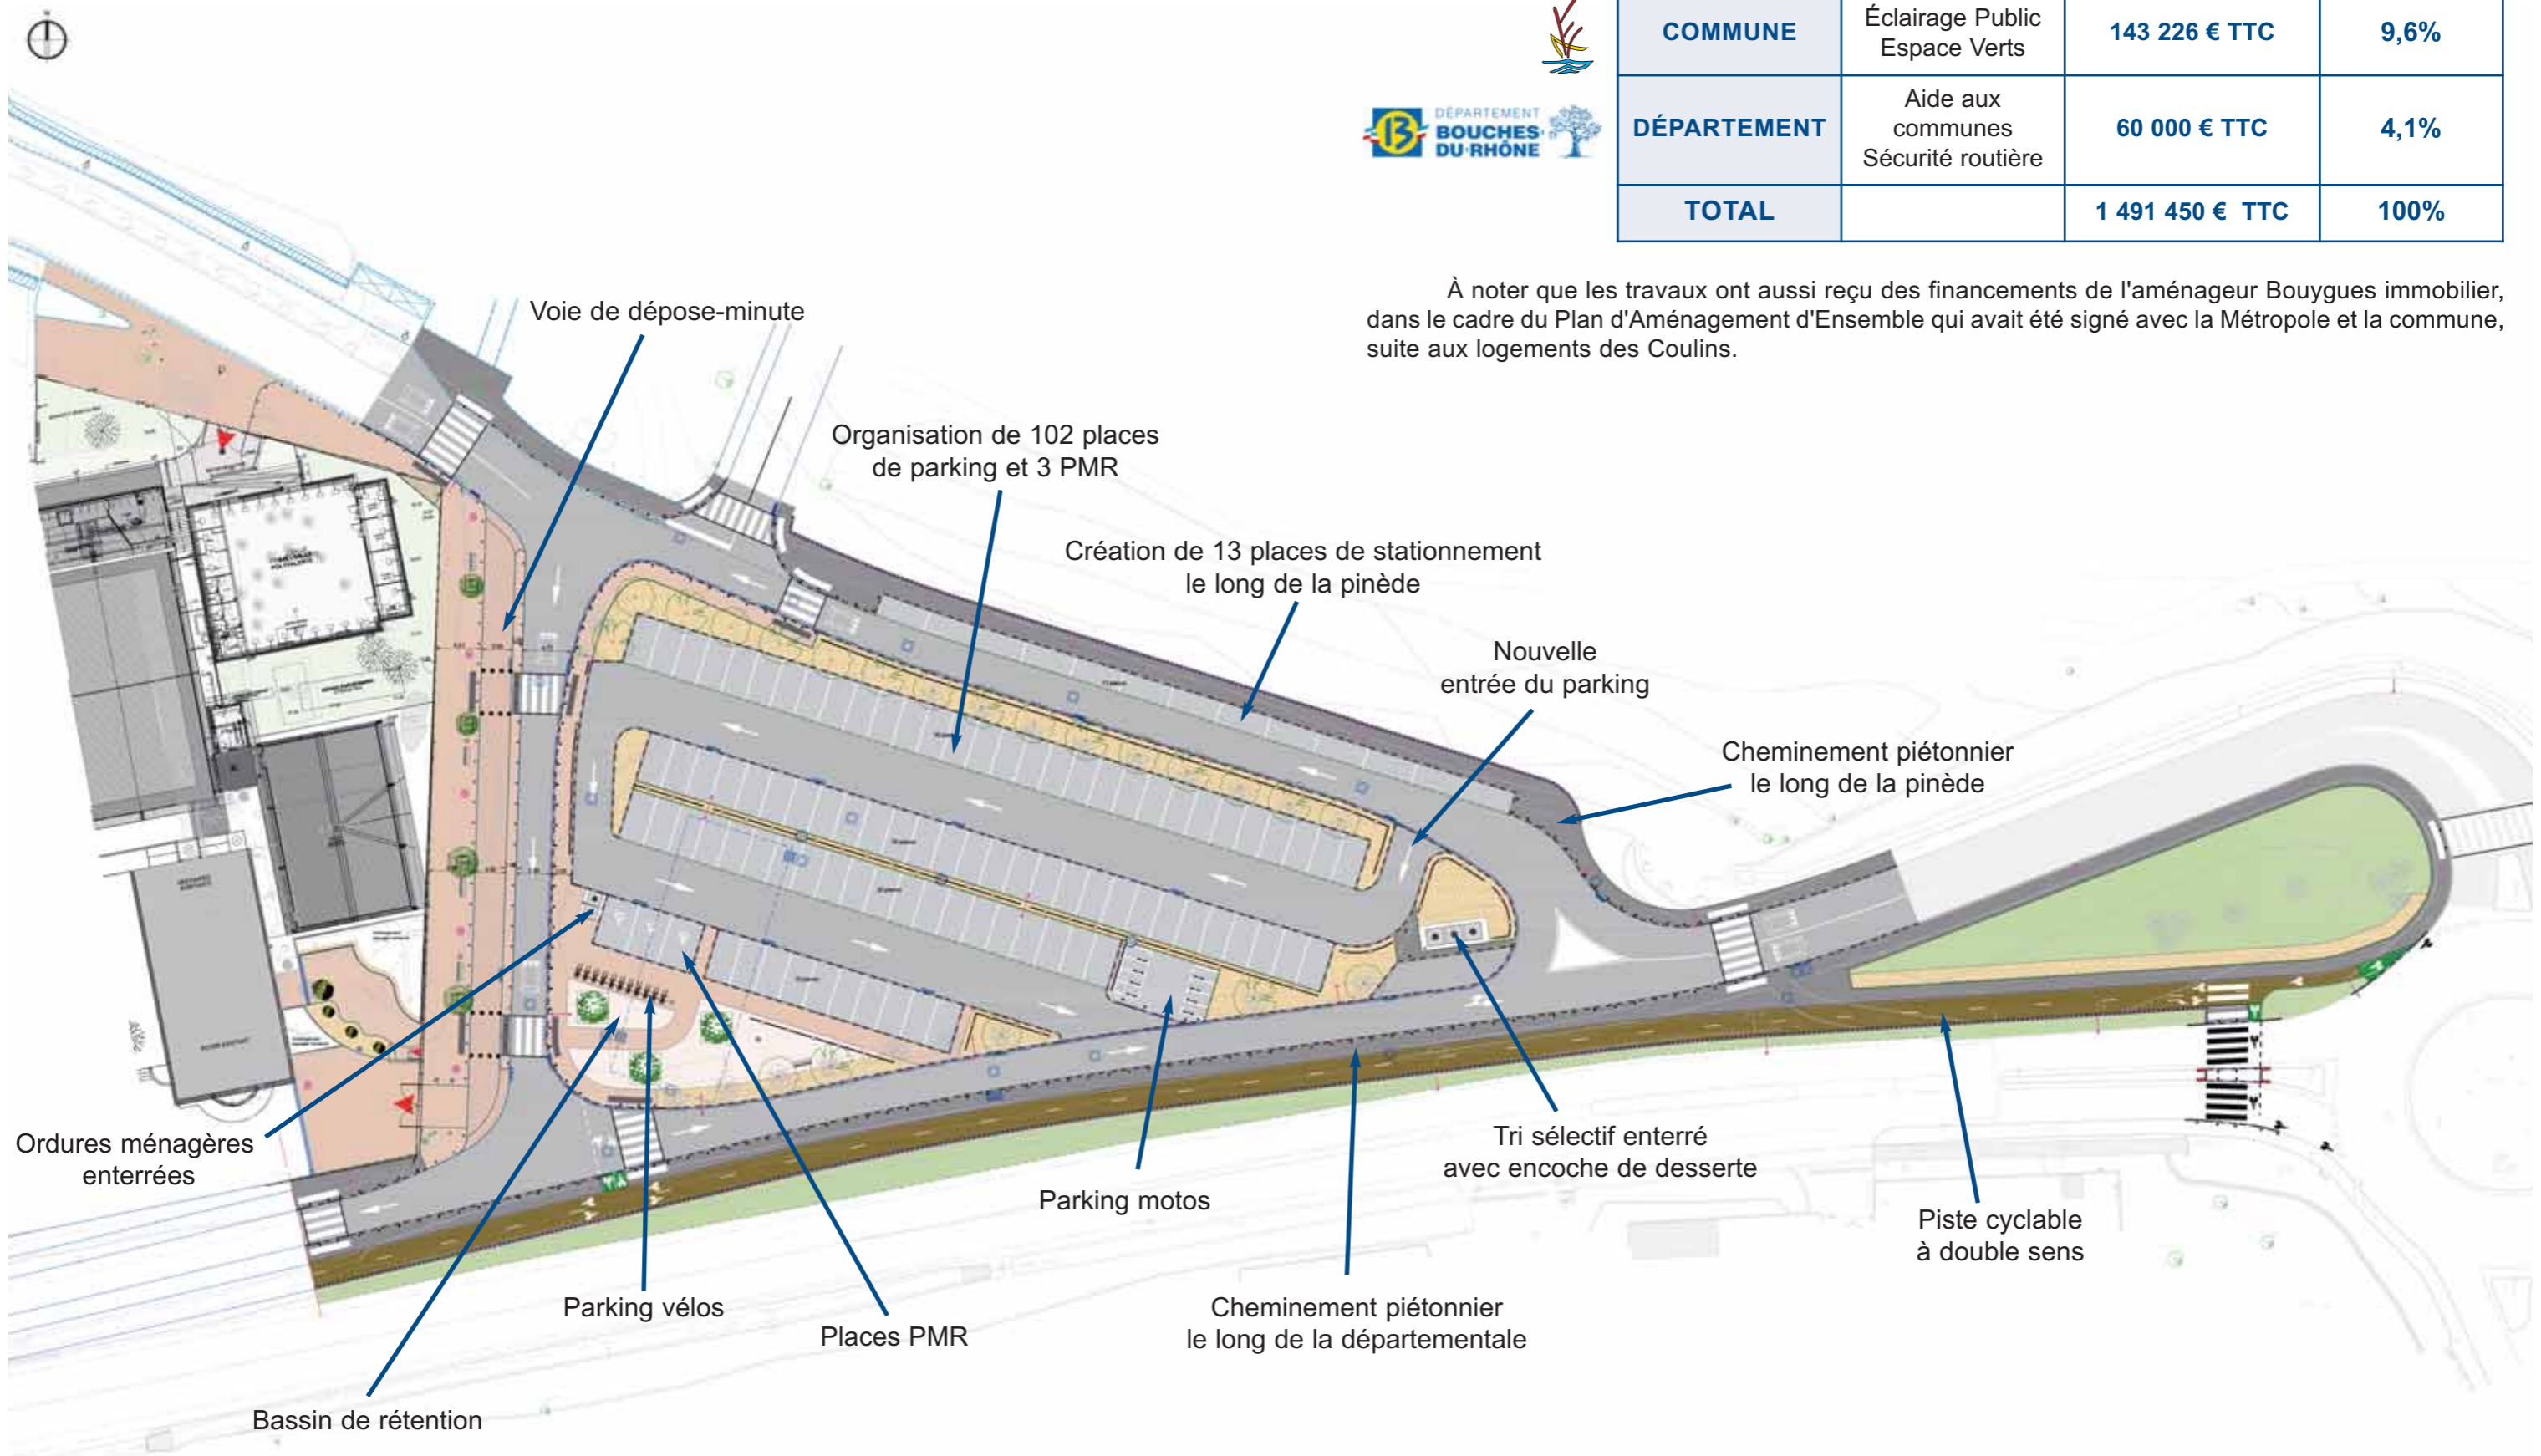 COMMUNE
Éclairage Public
Espace Verts
143 226 € TTC
9,6%
DÉPARTEMENT
BOUCHES-
DU-RHÔNE
DÉPARTEMENT
Aide aux
communes
Sécurité routière
60 000 € TTC
4,1%
TOTAL
1 491 450 € TTC
100%
À noter que les travaux ont aussi reçu des financements de l'aménageur Bouygues immobilier,
dans le cadre du Plan d'Aménagement d'Ensemble qui avait été signé avec la Métropole et la commune,
suite aux logements des Coulins.
Voie de dépose-minute
Organisation de 102 places
de parking et 3 PMR
Création de 13 places de stationnement
le long de la pinède
Nouvelle
entrée du parking
Cheminement piétonnier
le long de la pinède
Ordures ménagères
enterrées
Bassin de rétention
Parking vélos
Places PMR
Parking motos
Cheminement piétonnier
le long de la départementale
Tri sélectif enterré
avec encoche de desserte
Piste cyclable
à double sens